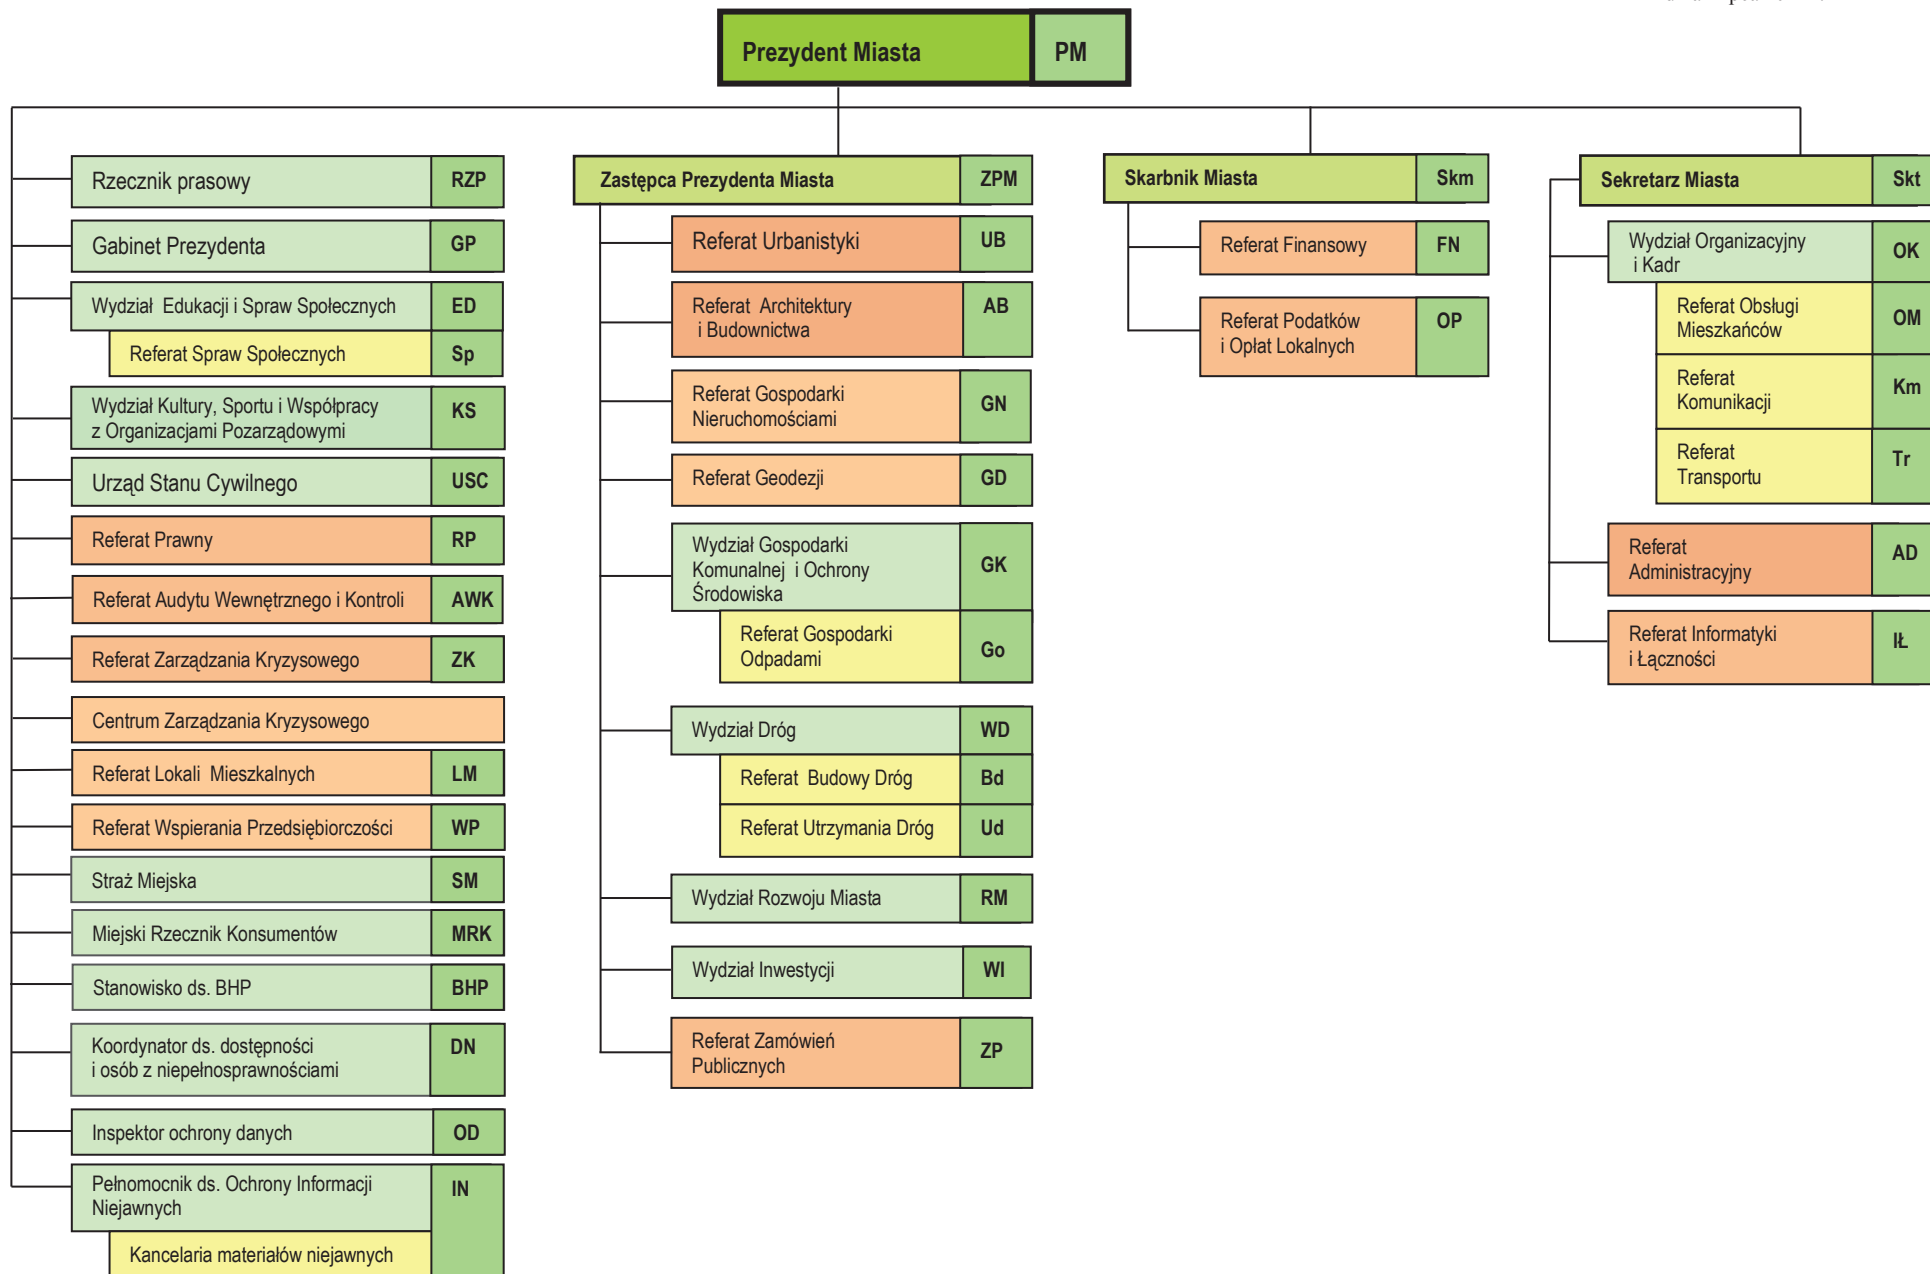 Prezydent Miasta PM
Rzecznik prasowy RZP
Gabinet Prezydenta GP
Wydział Edukacji i Spraw Społecznych ED
Referat Spraw Społecznych Sp
Wydział Kultury, Sportu i Współpracy
z Organizacjami Pozarządowymi KS
Urząd Stanu Cywilnego USC
Referat Prawny RP
Referat Audytu Wewnętrznego i Kontroli AWK
Referat Zarządzania Kryzysowego ZK
Centrum Zarządzania Kryzysowego
Referat Lokali Mieszkalnych LM
Referat Wspierania Przedsiębiorczości WP
Straż Miejska SM
Miejski Rzecznik Konsumentów MRK
Stanowisko ds. BHP BHP
Koordynator ds. dostępności
i osób z niepełnosprawnościami DN
Inspektor ochrony danych OD
Pełnomocnik ds. Ochrony Informacji
Niejawnych IN
Kancelaria materiałów niejawnych
Zastępca Prezydenta Miasta ZPM
Referat Urbanistyki UB
Referat Architektury
i Budownictwa AB
Referat Gospodarki
Nieruchomościami GN
Referat Geodezji GD
Wydział Gospodarki
Komunalnej i Ochrony
Środowiska GK
Referat Gospodarki
Odpadami Go
Wydział Dróg WD
Referat Budowy Dróg Bd
Referat Utrzymania Dróg Ud
Wydział Rozwoju Miasta RM
Wydział Inwestycji WI
Referat Zamówień
Publicznych ZP
Skarbnik Miasta Skm
Referat Finansowy FN
Referat Podatków
i Opłat Lokalnych OP
Sekretarz Miasta Skt
Wydział Organizacyjny
i Kadr OK
Referat Obsługi
Mieszkańców OM
Referat
Komunikacji Km
Referat
Transportu Tr
Referat
Administracyjny AD
Referat Informatyki
i Łączności IŁ